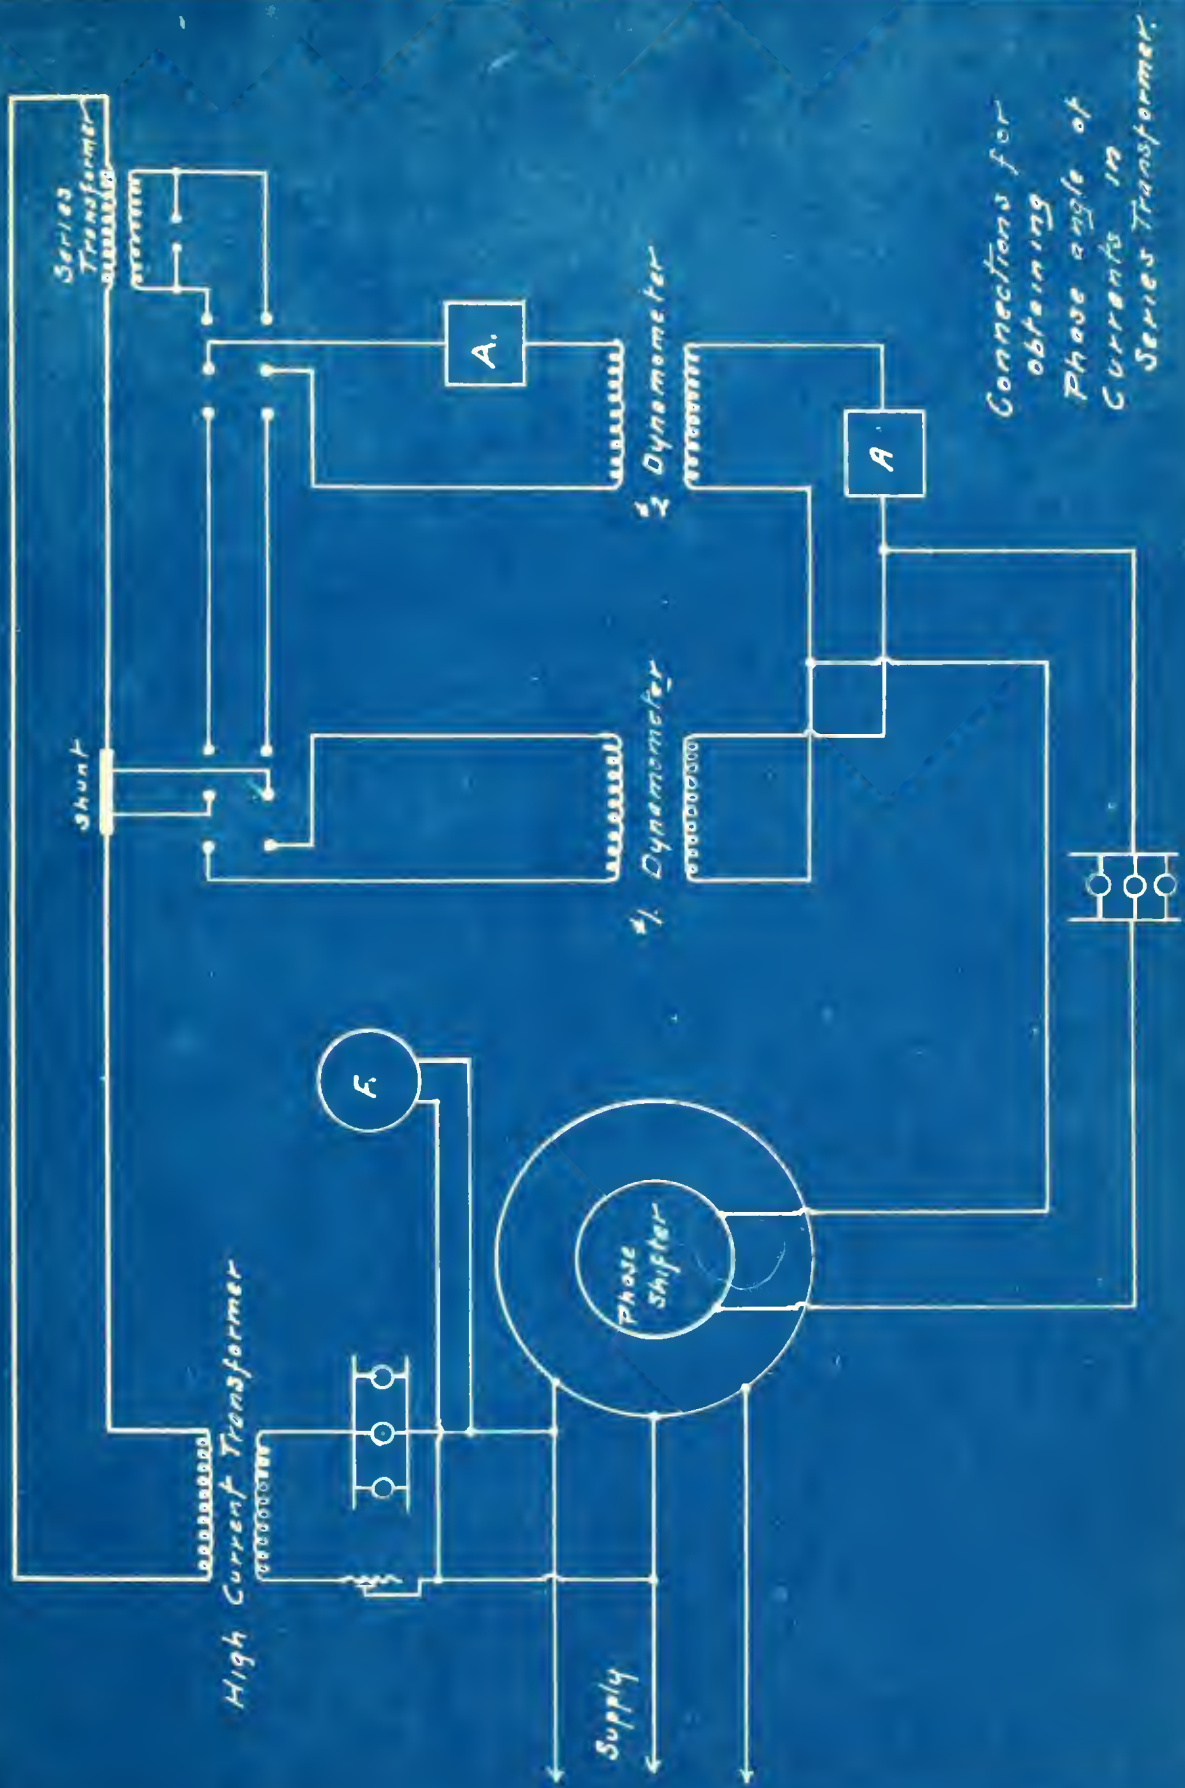 Series
Transformer
shunt
High Current Transformer
A.
#2 Dynamometer
#1. Dynamometer
F.
A
Phase
Shifter
Supply
Connections for
obtaining
Phase angle of
Currents in
Series Transformer.